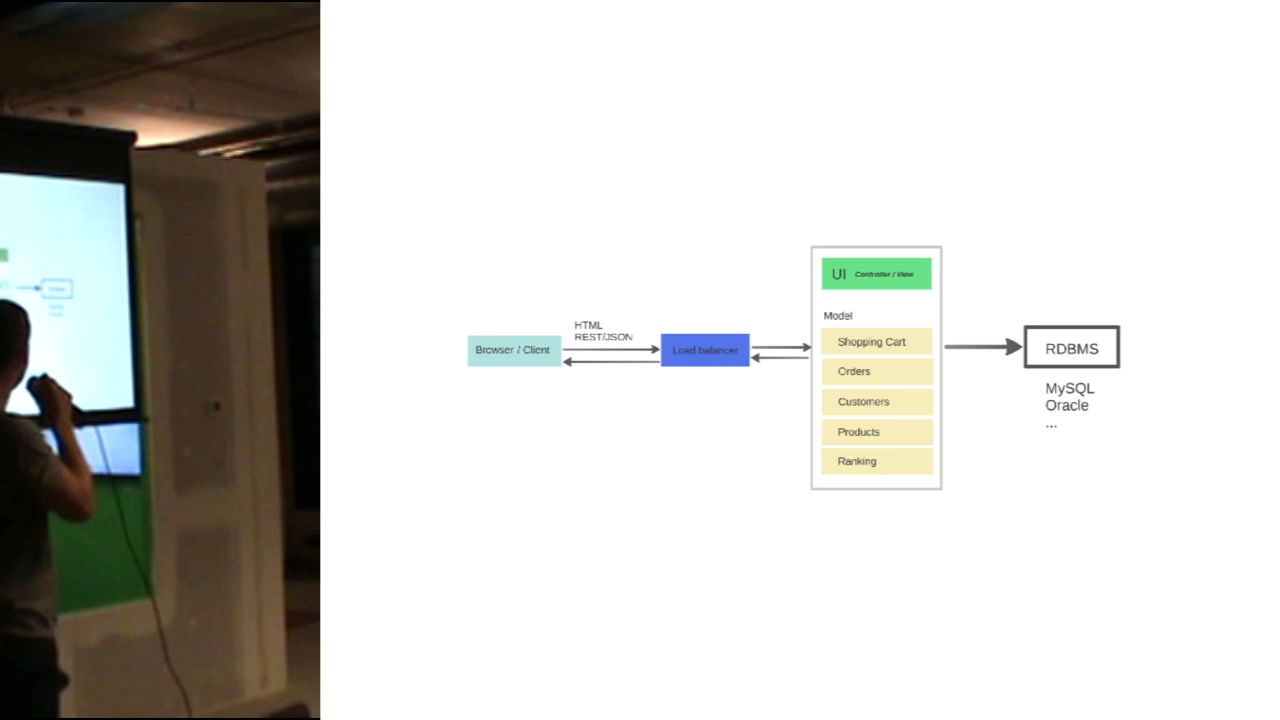 UI Controller / View
Model
HTML
REST/JSON
Browser / Client
Load balancer
Shopping Cart
Orders
Customers
Products
Ranking
RDBMS
MySQL
Oracle
...